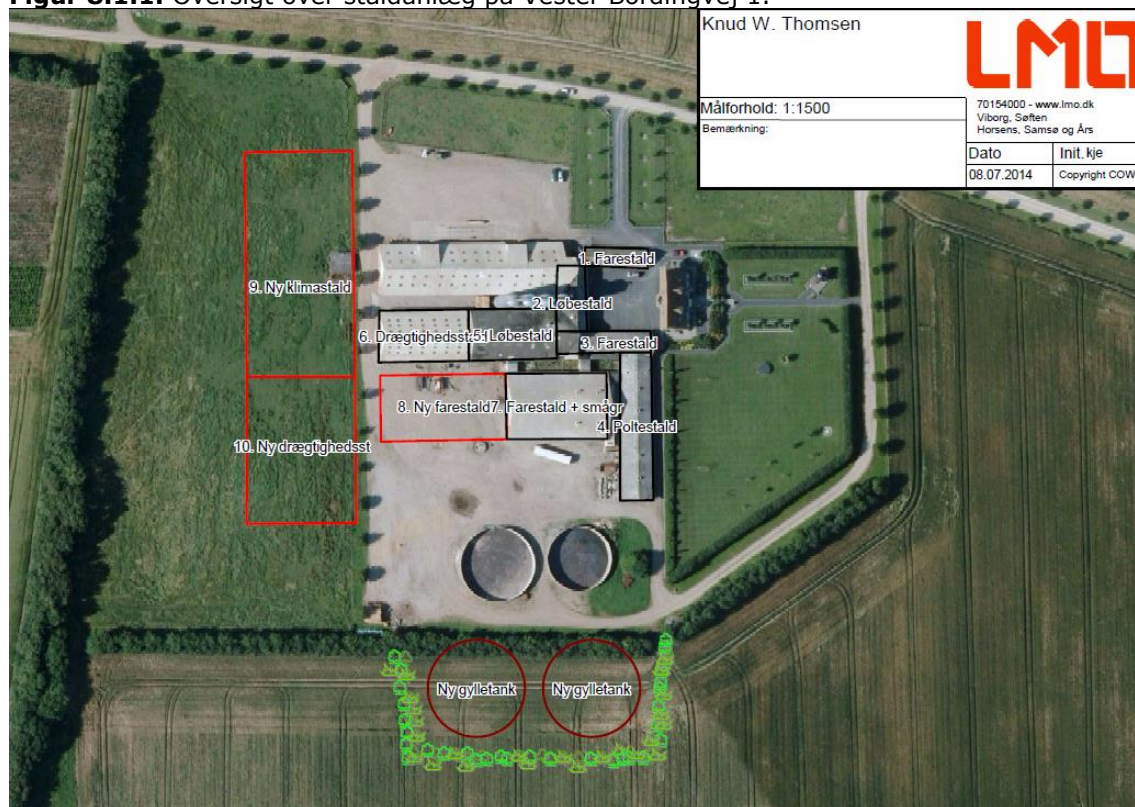 Figur 8.1.1. Oversigt over staldanlæg på Vester Bordingvej 1.
Knud W. Thomsen
LMO
Målforhold: 1:1500
70154000 - www.lmo.dk
Viborg, Søften
Horsens, Samsø og Års
Bemærkning:
Dato
Init. kje
08.07.2014
Copyright COW
1. Farestald
9. Ny klimastald
2. Løbestald
6. Drægtighedsst
5. Løbestald
3. Farestald
8. Ny farestald
7. Farestald + smågr
4. Poltestald
10. Ny drægtighedsst
Ny gylletank
Ny gylletank